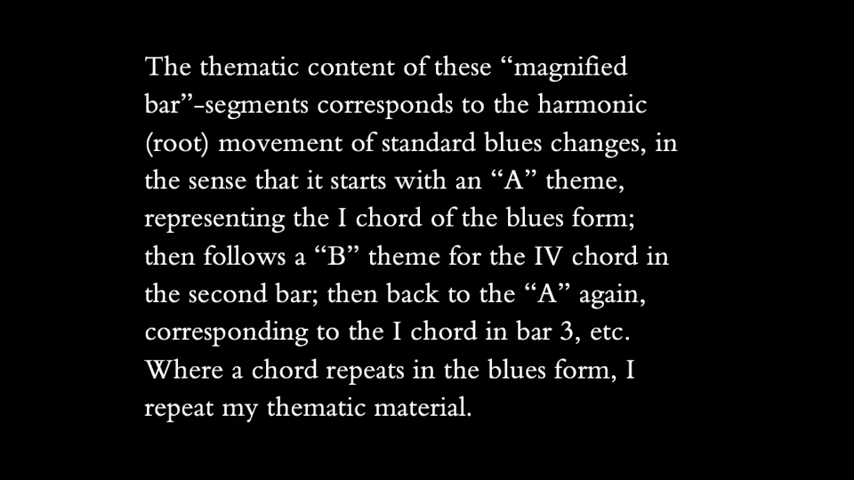 The thematic content of these “magnified
bar”-segments corresponds to the harmonic
(root) movement of standard blues changes, in
the sense that it starts with an “A” theme,
representing the I chord of the blues form;
then follows a “B” theme for the IV chord in
the second bar; then back to the “A” again,
corresponding to the I chord in bar 3, etc.
Where a chord repeats in the blues form, I
repeat my thematic material.